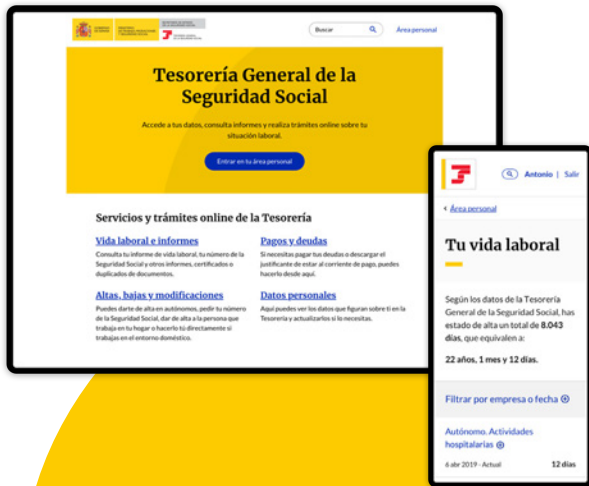 GOBIERNO
DE ESPAÑA
MINISTERIO
DE INCLUSIÓN, SEGURIDAD SOCIAL
Y MIGRACIONES
Buscar
Área personal
Tesorería General de la
Seguridad Social
Accede a tus datos, consulta informes y realiza trámites online sobre tu
situación laboral.
Entrar en tu área personal
Servicios y trámites online de la Tesorería
Vida laboral e informes
Consulta tu informe de vida laboral, tu número de la
Seguridad Social y otros informes, certificados o
duplicados de documentos.
Pagos y deudas
Si necesitas pagar tus deudas o descargar el
justificante de estar al corriente de pago, puedes
hacerlo desde aquí.
Altas, bajas y modificaciones
Puedes darte de alta en autónomos, pedir tu número
de la Seguridad Social, dar de alta a la persona que
trabaja en tu hogar o hacerlo tú directamente si
trabajas en el entorno doméstico.
Datos personales
Aquí puedes ver los datos que figuran sobre ti en la
Tesorería y actualizarlos si lo necesitas.
Antonio | Salir
< Área personal
Tu vida laboral
Según los datos de la Tesorería
General de la Seguridad Social, has
estado de alta un total de 8.043
días, que equivalen a:
22 años, 1 mes y 12 días.
Filtrar por empresa o fecha
Autónomo. Actividades
hospitalarias
6 abr 2019 - Actual 12 días